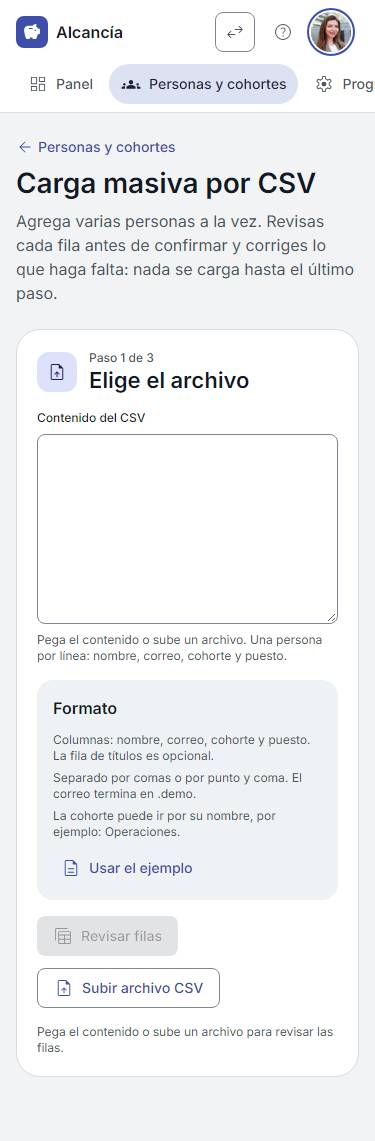 Alcancía
Panel
Personas y cohortes
Prog
Personas y cohortes
Carga masiva por CSV
Agrega varias personas a la vez. Revisas
cada fila antes de confirmar y corriges lo
que haga falta: nada se carga hasta el último
paso.
Paso 1 de 3
Elige el archivo
Contenido del CSV
Pega el contenido o sube un archivo. Una persona
por línea: nombre, correo, cohorte y puesto.
Formato
Columnas: nombre, correo, cohorte y puesto.
La fila de títulos es opcional.
Separado por comas o por punto y coma. El
correo termina en .demo.
La cohorte puede ir por su nombre, por
ejemplo: Operaciones.
Usar el ejemplo
Revisar filas
Subir archivo CSV
Pega el contenido o sube un archivo para revisar las
filas.